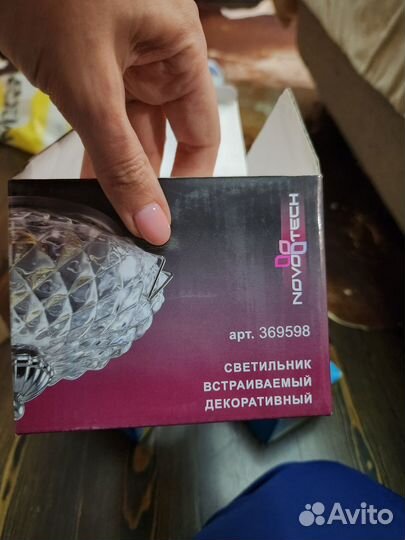 NOVOTECH
арт. 369598
СВЕТИЛЬНИК
ВСТРАИВАЕМЫЙ
ДЕКОРАТИВНЫЙ
Avito